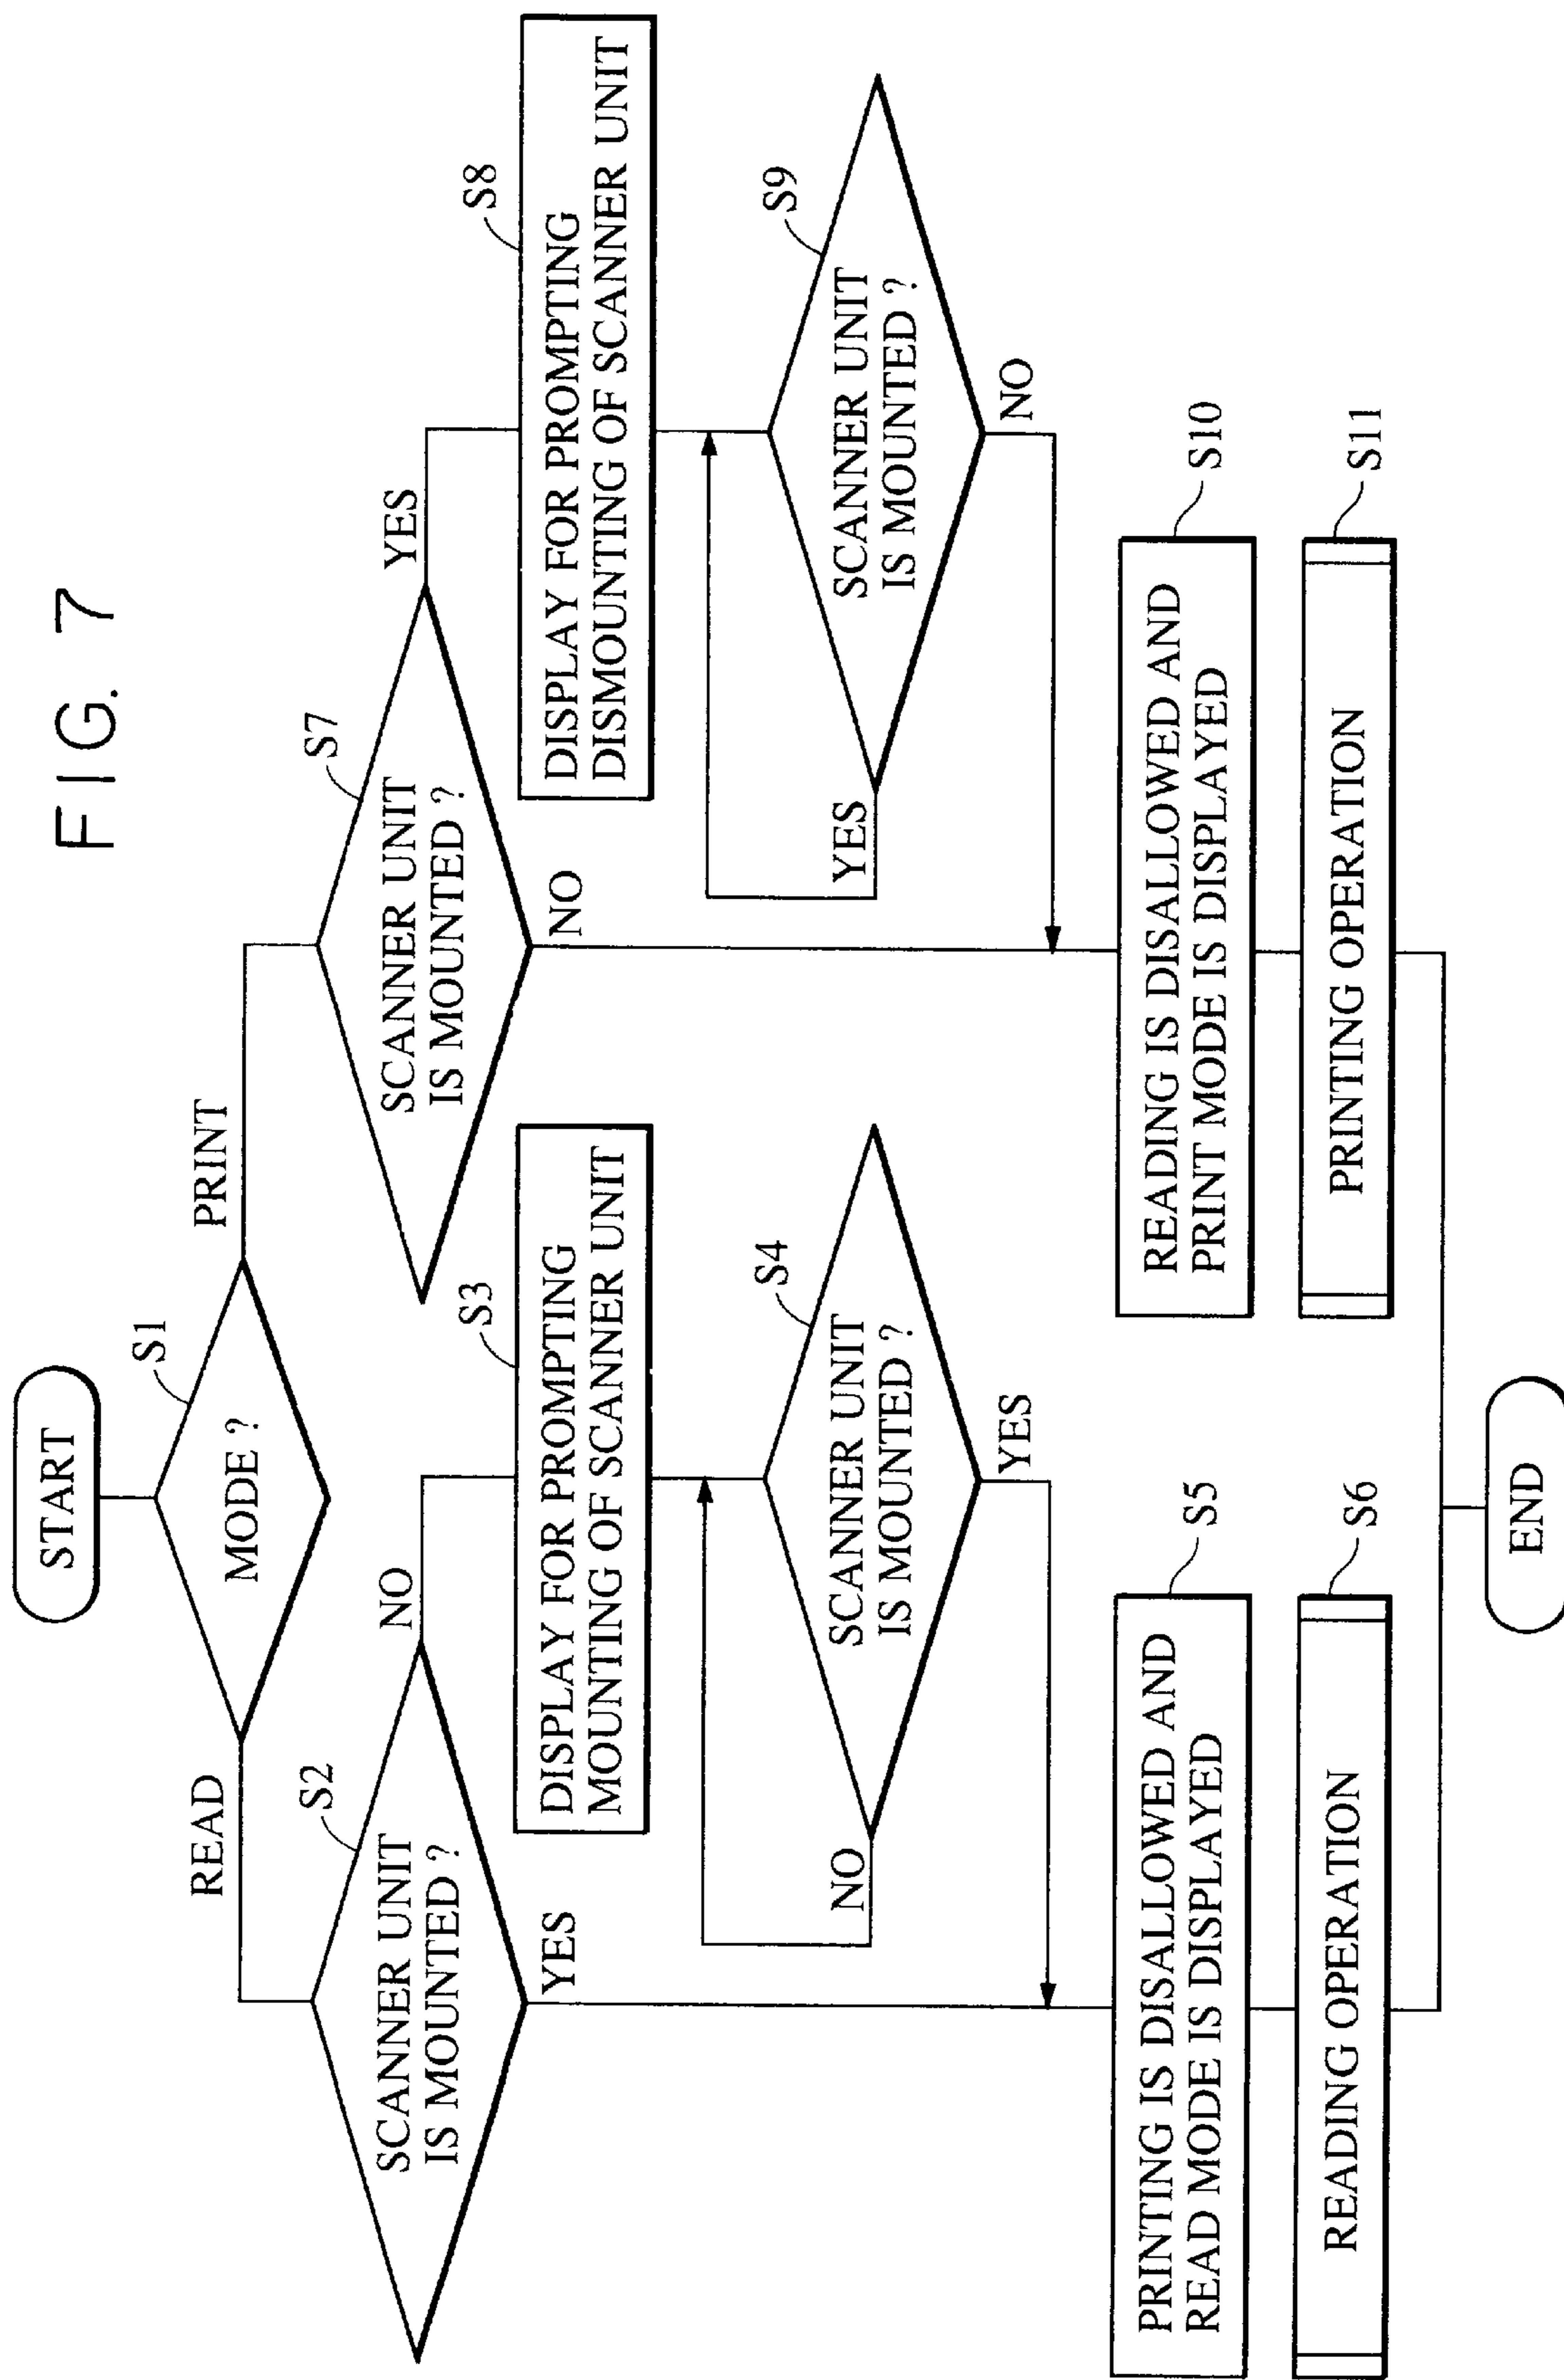 FIG. 7
START
S1
MODE ?
READ
PRINT
S2
SCANNER UNIT
IS MOUNTED ?
NO
YES
S3
DISPLAY FOR PROMPTING
MOUNTING OF SCANNER UNIT
S4
SCANNER UNIT
IS MOUNTED ?
NO
YES
S5
PRINTING IS DISALLOWED AND
READ MODE IS DISPLAYED
S6
READING OPERATION
S7
SCANNER UNIT
IS MOUNTED ?
YES
NO
S8
DISPLAY FOR PROMPTING
DISMOUNTING OF SCANNER UNIT
S9
SCANNER UNIT
IS MOUNTED ?
YES
NO
S10
READING IS DISALLOWED AND
PRINT MODE IS DISPLAYED
S11
PRINTING OPERATION
END